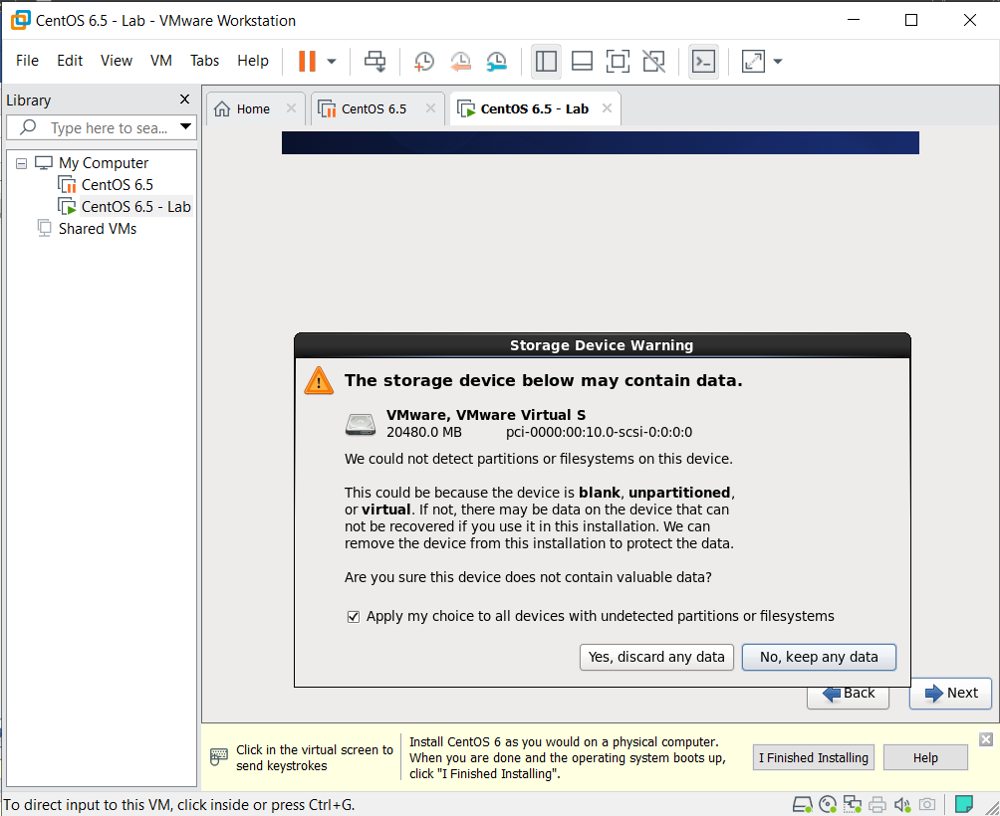 CentOS 6.5 - Lab - VMware Workstation
File Edit View VM Tabs Help
Library
Type here to sea...
My Computer
CentOS 6.5
CentOS 6.5 - Lab
Shared VMs
Home
CentOS 6.5
CentOS 6.5 - Lab
Storage Device Warning
The storage device below may contain data.
VMware, VMware Virtual S
20480.0 MB pci-0000:00:10.0-scsi-0:0:0:0
We could not detect partitions or filesystems on this device.
This could be because the device is blank, unpartitioned,
or virtual. If not, there may be data on the device that can
not be recovered if you use it in this installation. We can
remove the device from this installation to protect the data.
Are you sure this device does not contain valuable data?
Apply my choice to all devices with undetected partitions or filesystems
Yes, discard any data
No, keep any data
Back
Next
Click in the virtual screen to
send keystrokes
Install CentOS 6 as you would on a physical computer.
When you are done and the operating system boots up,
click "I Finished Installing".
I Finished Installing
Help
To direct input to this VM, click inside or press Ctrl+G.